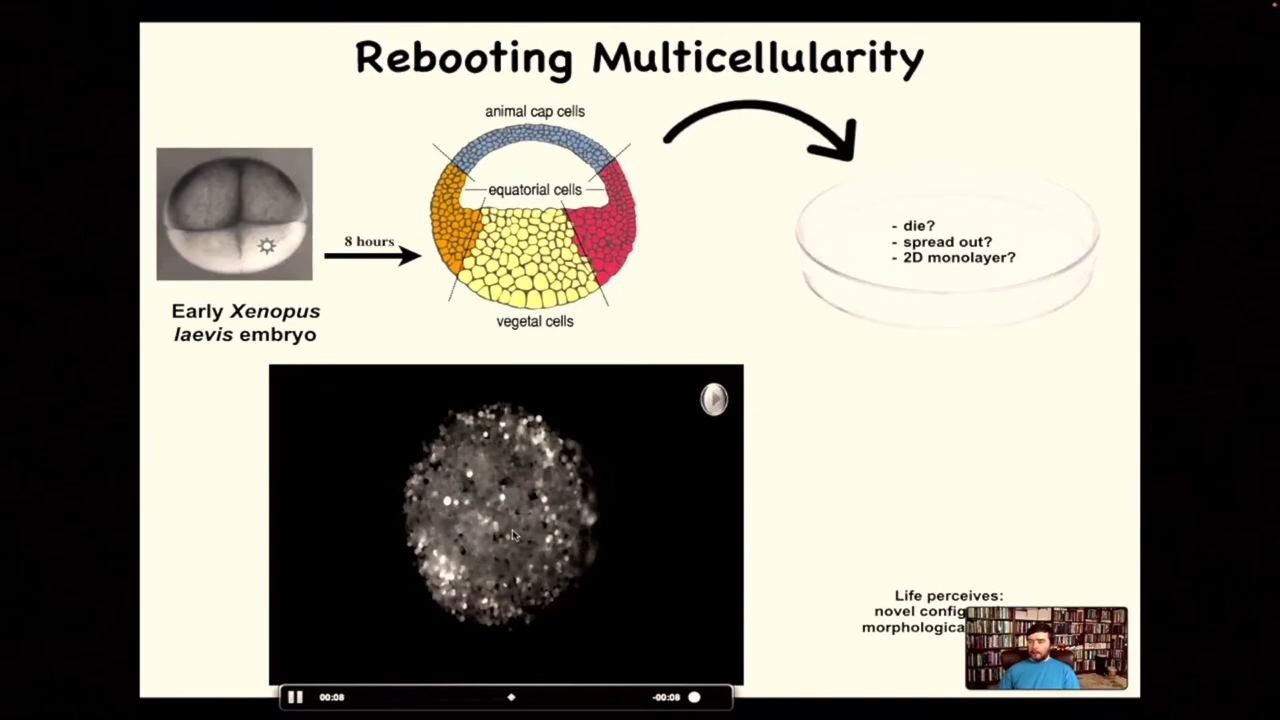 Rebooting Multicellularity
animal cap cells
equatorial cells
8 hours
- die?
- spread out?
- 2D monolayer?
Early Xenopus
laevis embryo
vegetal cells
Life perceives:
novel config
morphologica
00:08
-00:08